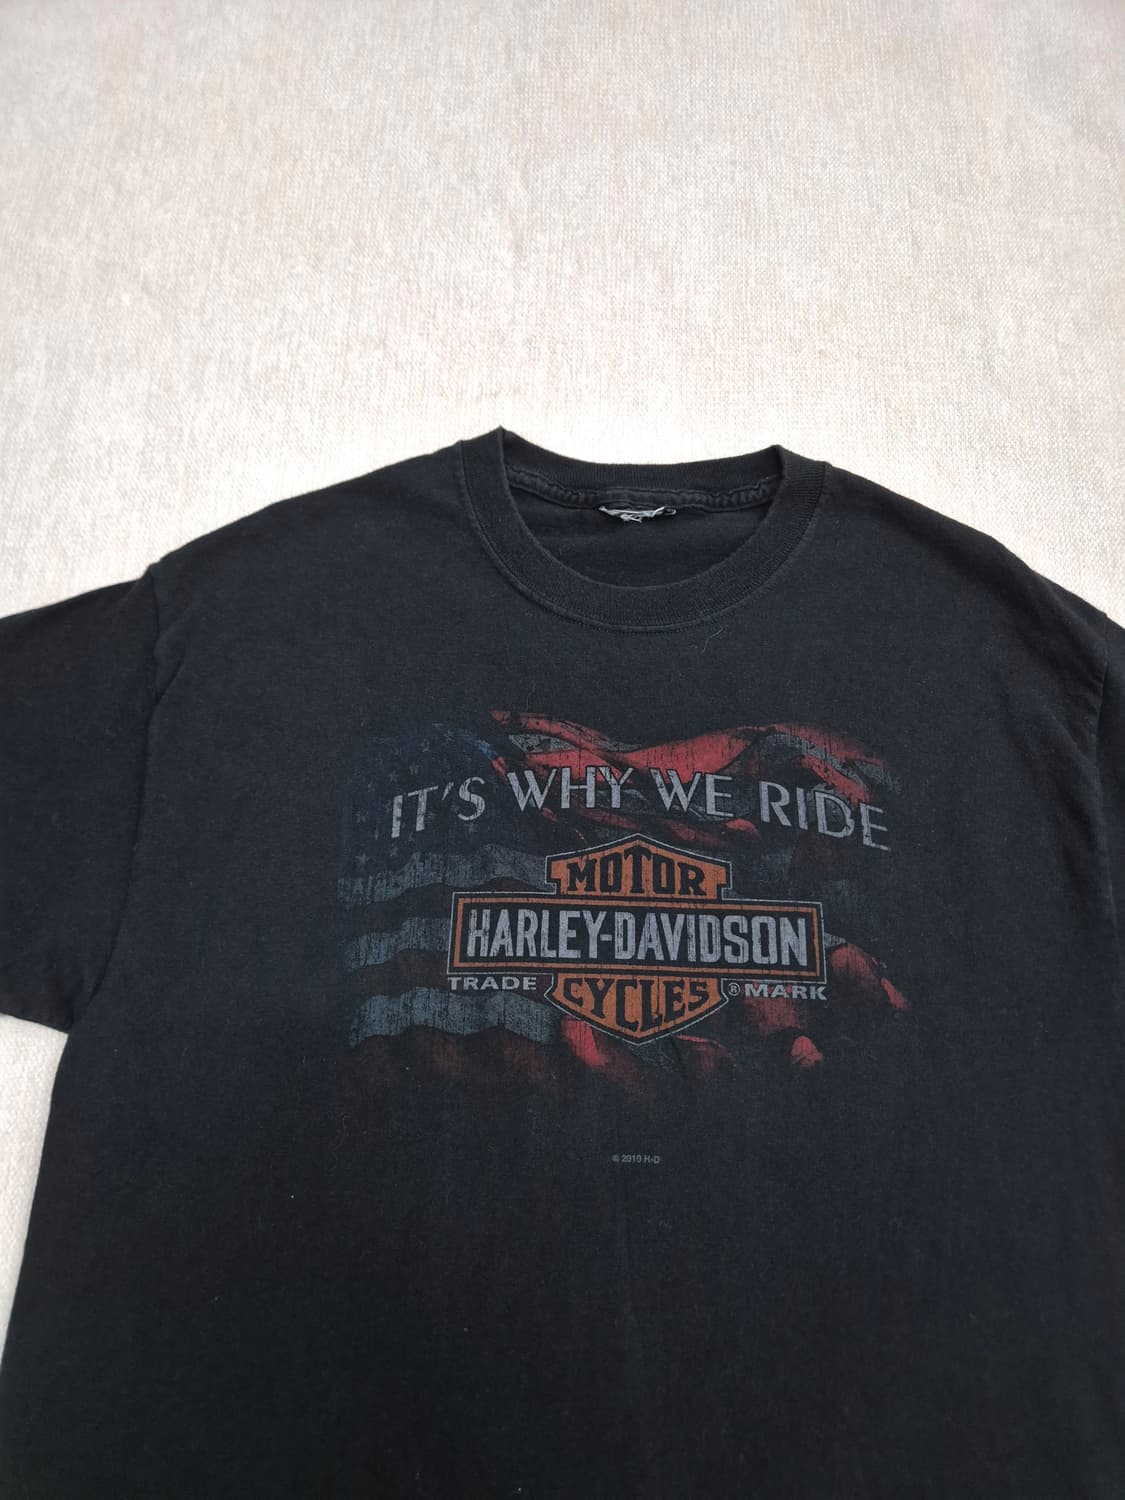 IT'S WHY WE RIDE
MOTOR
HARLEY-DAVIDSON
TRADE CYCLES ® MARK
© 2010 H-D